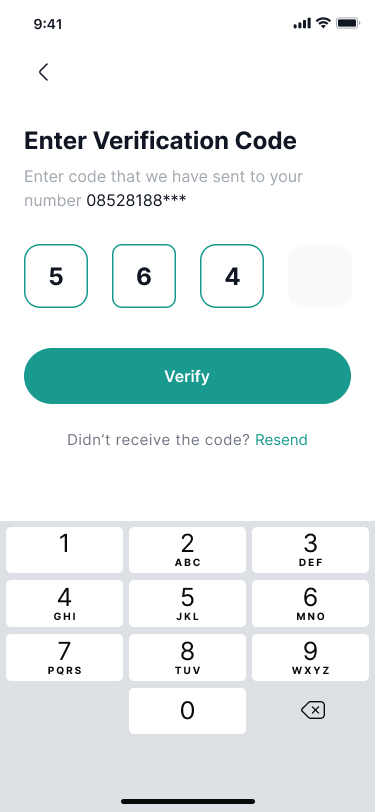 9:41
Enter Verification Code
Enter code that we have sent to your
number 08528188***
5 6 4
Verify
Didn't receive the code? Resend
1 2 3
ABC DEF
4 5 6
GHI JKL MNO
7 8 9
PQRS TUV WXYZ
0